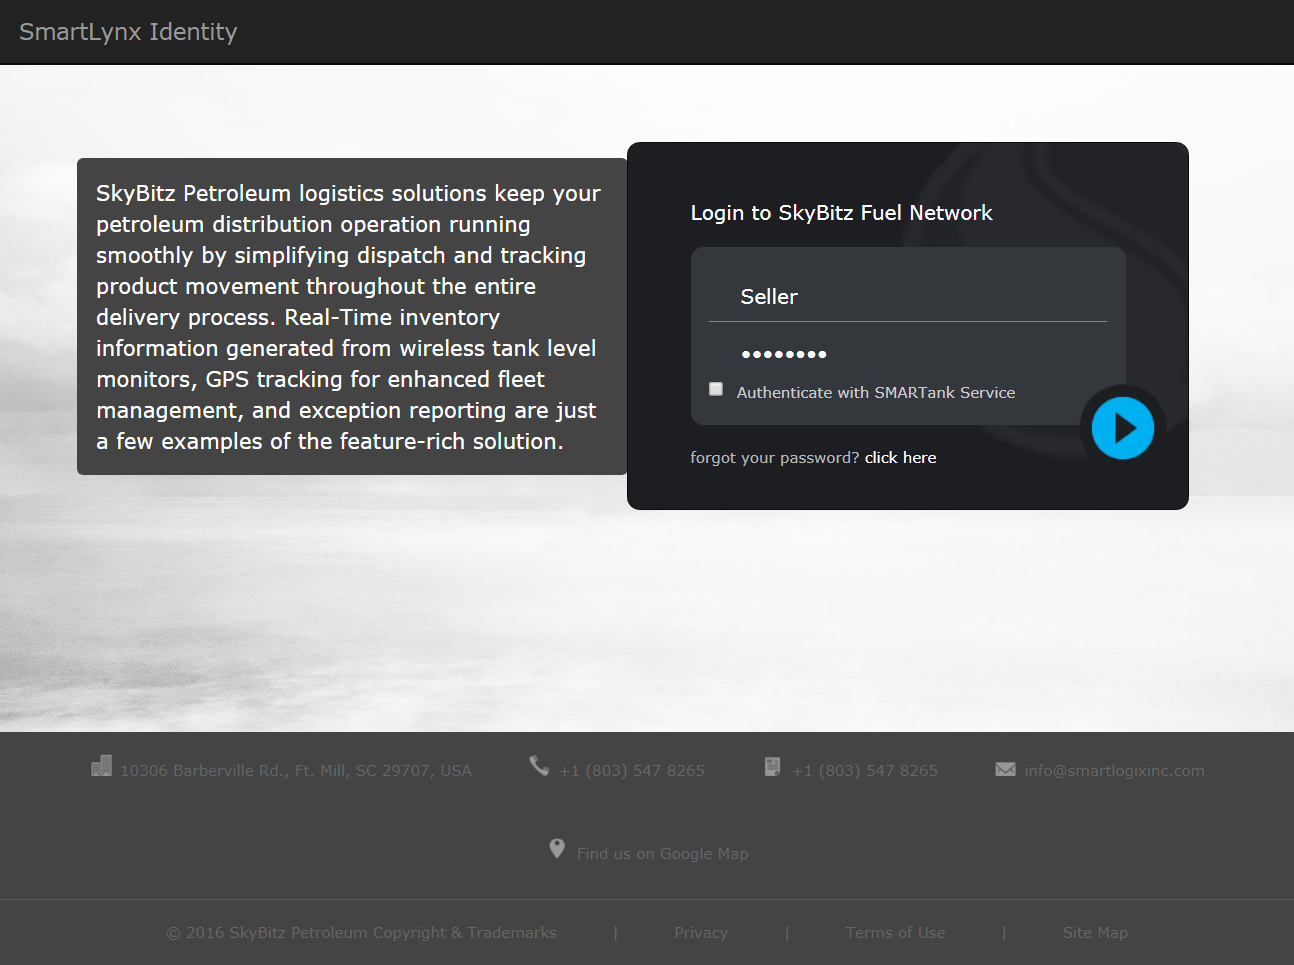 SmartLynx Identity
SkyBitz Petroleum logistics solutions keep your
petroleum distribution operation running
smoothly by simplifying dispatch and tracking
product movement throughout the entire
delivery process. Real-Time inventory
information generated from wireless tank level
monitors, GPS tracking for enhanced fleet
management, and exception reporting are just
a few examples of the feature-rich solution.
Login to SkyBitz Fuel Network
Seller
••••••••
Authenticate with SMARTank Service
forgot your password? click here
10306 Barberville Rd., Ft. Mill, SC 29707, USA
+1 (803) 547 8265
+1 (803) 547 8265
info@smartlogixinc.com
Find us on Google Map
© 2016 SkyBitz Petroleum Copyright & Trademarks | Privacy | Terms of Use | Site Map